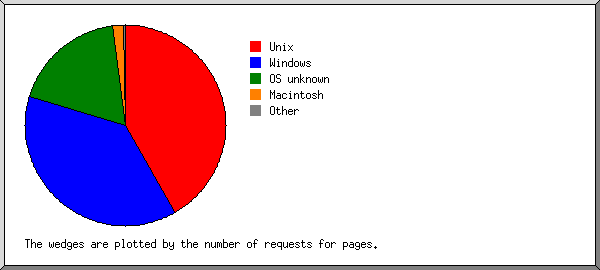 Unix
Windows
OS unknown
Macintosh
Other
The wedges are plotted by the number of requests for pages.